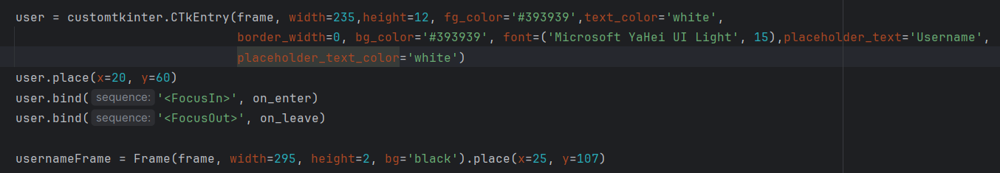 user = customtkinter.CTkEntry(frame, width=235,height=12, fg_color='#393939',text_color='white',
border_width=0, bg_color='#393939', font=('Microsoft YaHei UI Light', 15),placeholder_text='Username',
placeholder_text_color='white')
user.place(x=20, y=60)
user.bind( sequence: '<FocusIn>', on_enter)
user.bind( sequence: '<FocusOut>', on_leave)
usernameFrame = Frame(frame, width=295, height=2, bg='black').place(x=25, y=107)